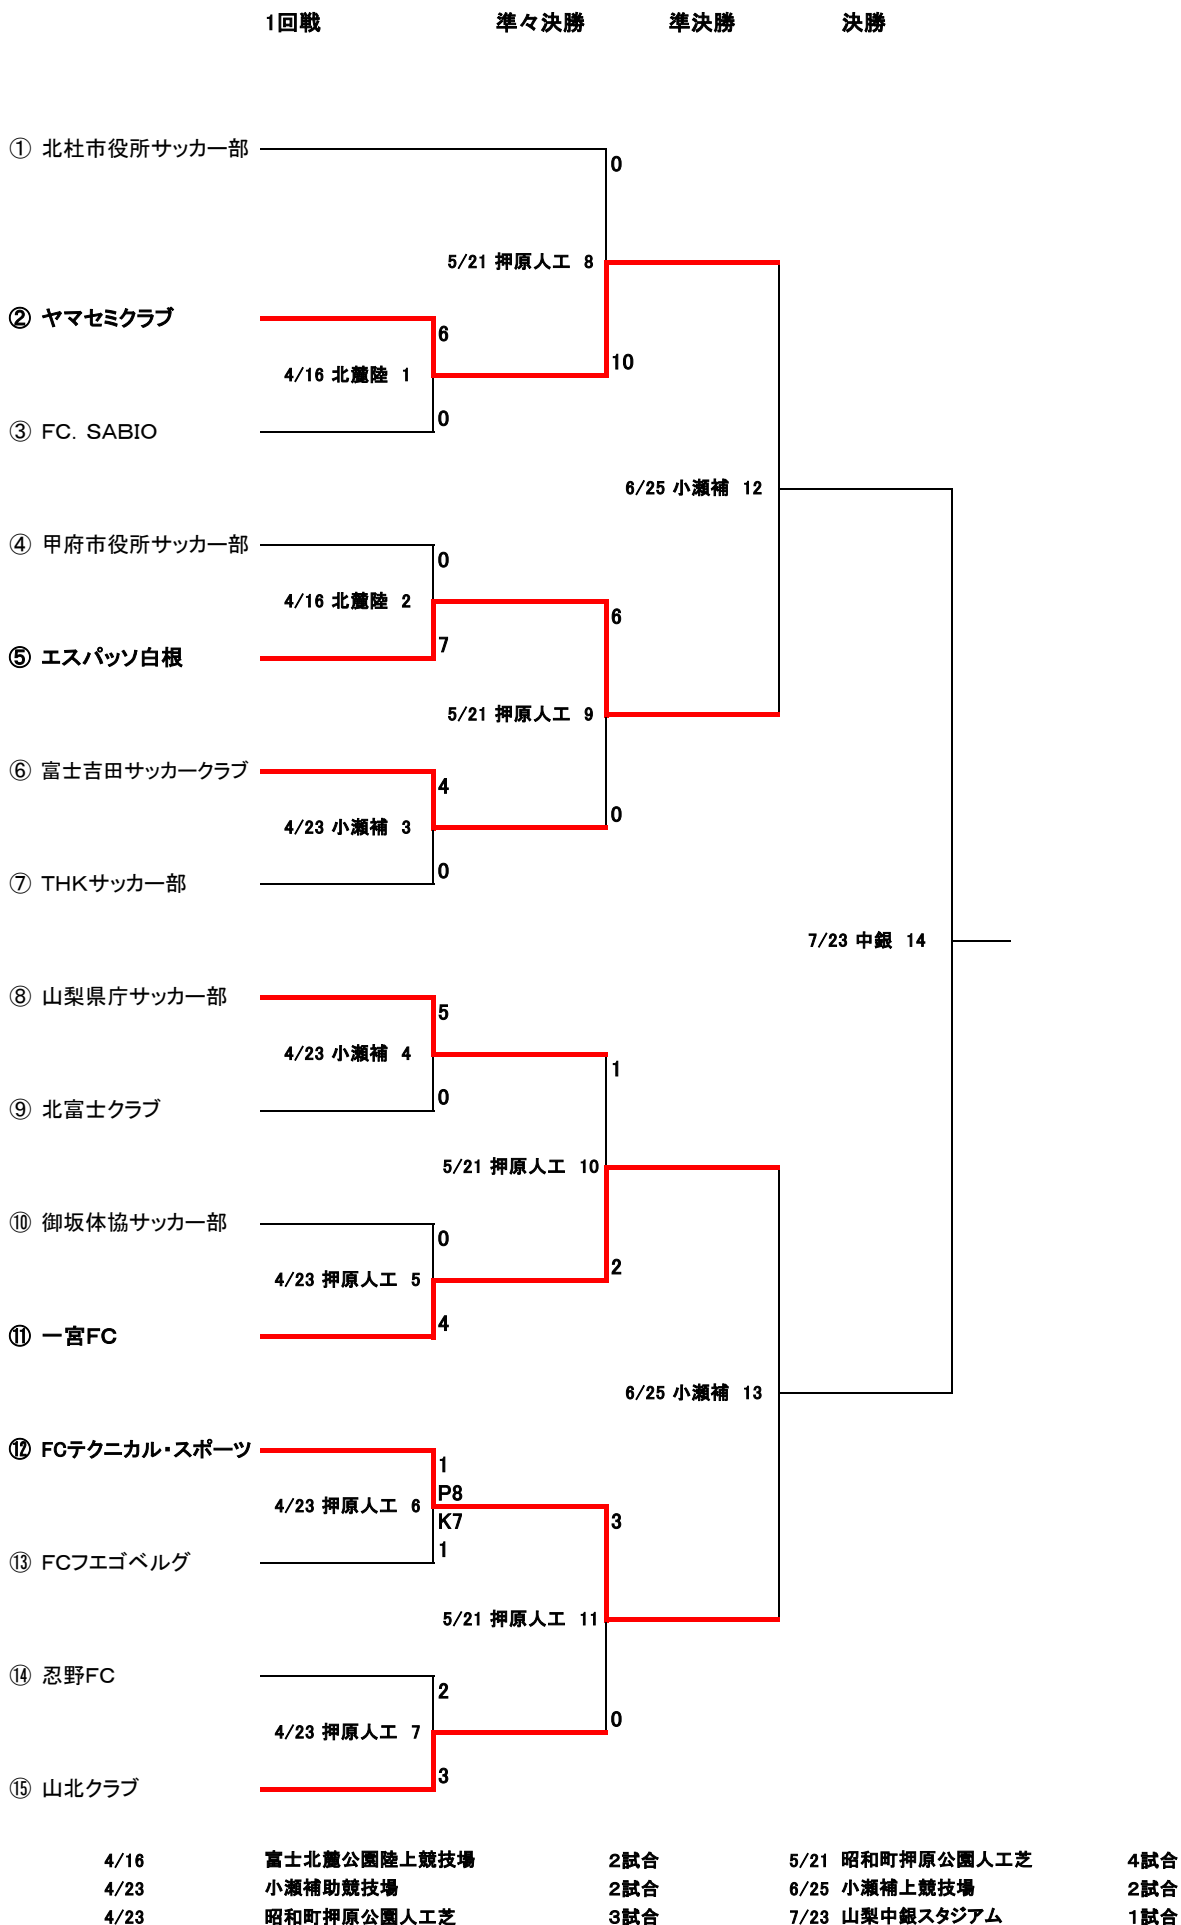 1回戦 準々決勝 準決勝 決勝
① 北杜市役所サッカー部
0
5/21 押原人工 8
② ヤマセミクラブ
6
10
4/16 北麓陸 1
0
③ FC. SABIO
6/25 小瀬補 12
④ 甲府市役所サッカー部
0
4/16 北麓陸 2
6
7
⑤ エスパッソ白根
5/21 押原人工 9
⑥ 富士吉田サッカークラブ
4
0
4/23 小瀬補 3
0
⑦ THKサッカー部
7/23 中銀 14
⑧ 山梨県庁サッカー部
5
4/23 小瀬補 4
1
0
⑨ 北富士クラブ
5/21 押原人工 10
⑩ 御坂体協サッカー部
0
2
4/23 押原人工 5
4
⑪ 一宮FC
6/25 小瀬補 13
⑫ FCテクニカル・スポーツ
1
P8
4/23 押原人工 6
K7
3
1
⑬ FCフエゴベルグ
5/21 押原人工 11
⑭ 忍野FC
2
0
4/23 押原人工 7
3
⑮ 山北クラブ
4/16 富士北麓公園陸上競技場 2試合 5/21 昭和町押原公園人工芝 4試合
4/23 小瀬補助競技場 2試合 6/25 小瀬補上競技場 2試合
4/23 昭和町押原公園人工芝 3試合 7/23 山梨中銀スタジアム 1試合